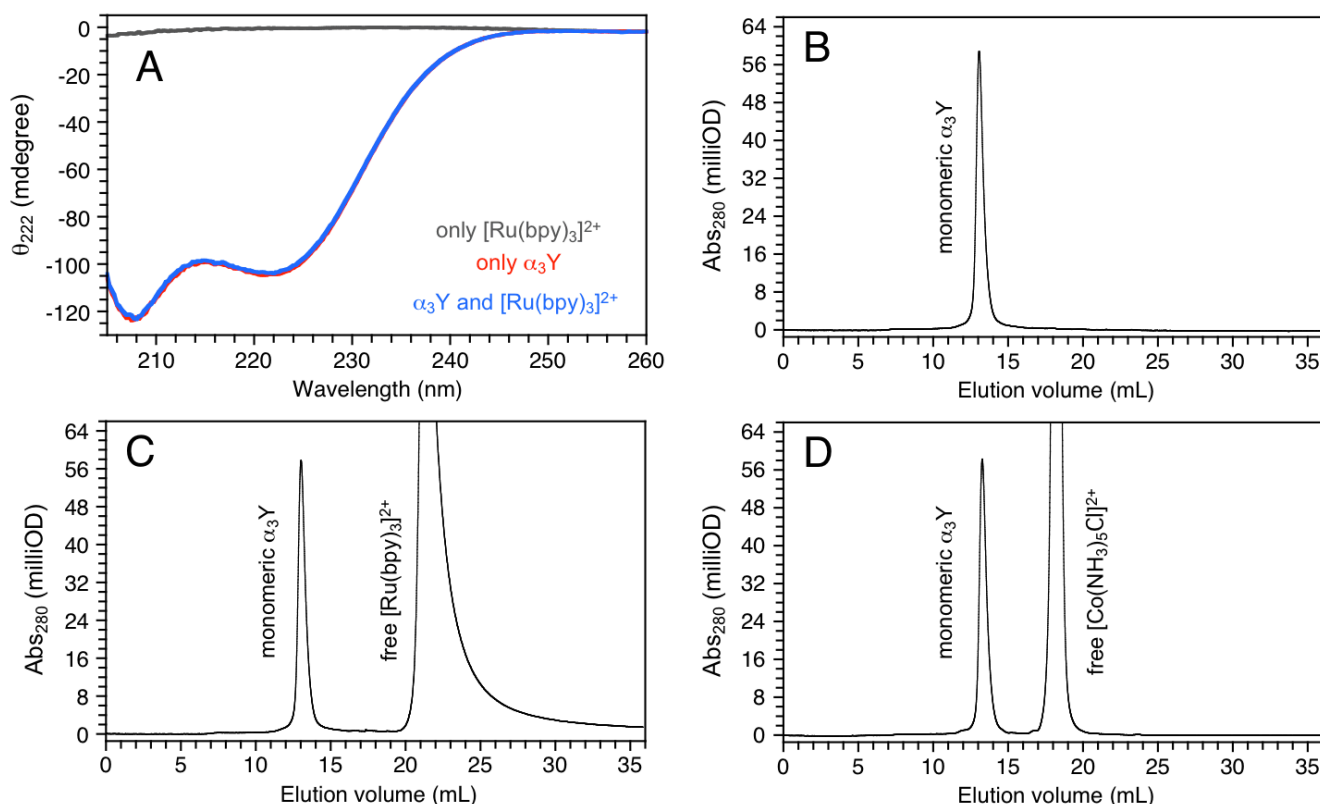 A
0
-20
-40
-60
-80
-100
-120
θ222 (mdegree)
only [Ru(bpy)3]2+
only α3Y
α3Y and [Ru(bpy)3]2+
210 220 230 240 250 260
Wavelength (nm)
B
64
56
48
40
32
24
16
8
0
Abs280 (milliOD)
monomeric α3Y
0 5 10 15 20 25 30 35
Elution volume (mL)
C
64
56
48
40
32
24
16
8
0
Abs280 (milliOD)
monomeric α3Y
free [Ru(bpy)3]2+
0 5 10 15 20 25 30 35
Elution volume (mL)
D
64
56
48
40
32
24
16
8
0
Abs280 (milliOD)
monomeric α3Y
free [Co(NH3)5Cl]2+
0 5 10 15 20 25 30 35
Elution volume (mL)